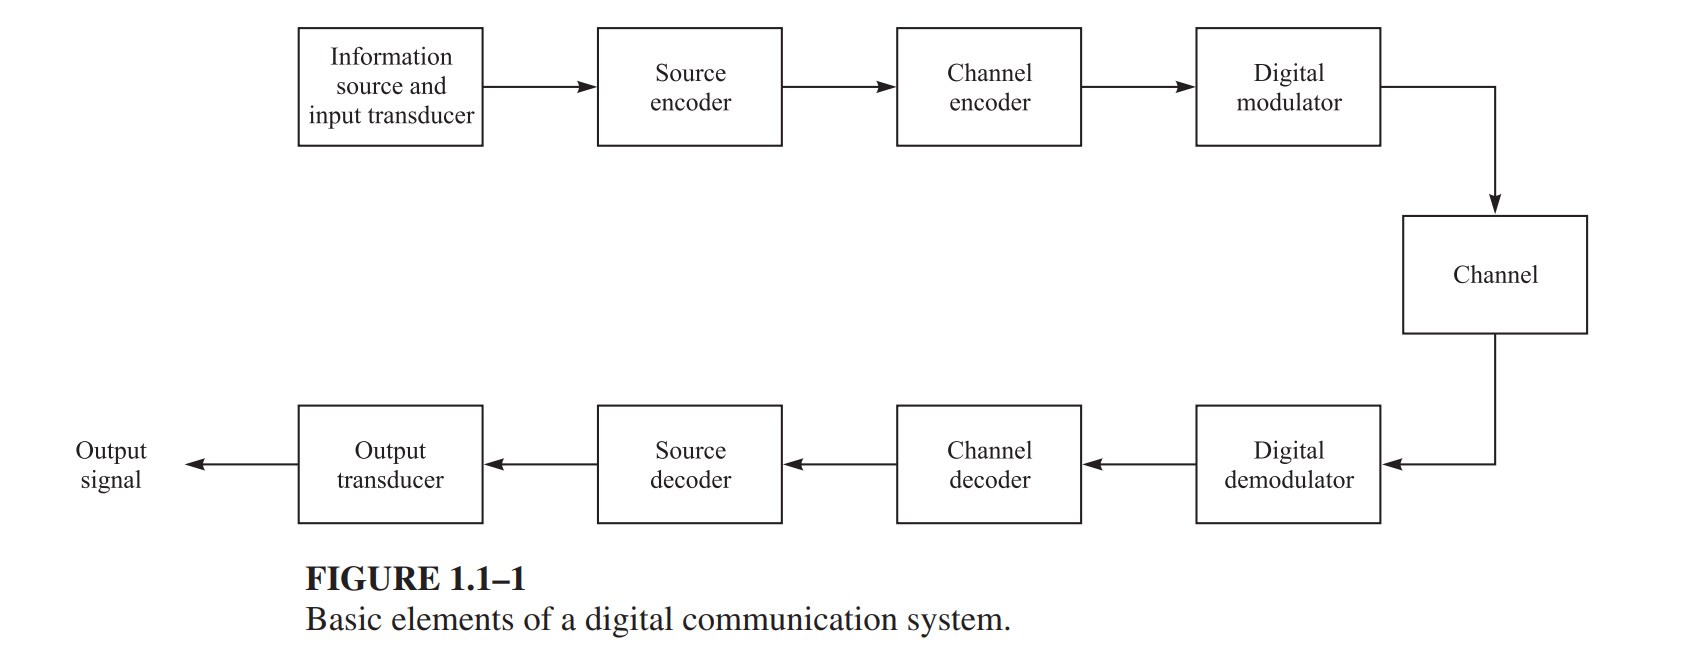 Information
source and
input transducer
Source
encoder
Channel
encoder
Digital
modulator
Channel
Output
signal
Output
transducer
Source
decoder
Channel
decoder
Digital
demodulator
FIGURE 1.1–1
Basic elements of a digital communication system.